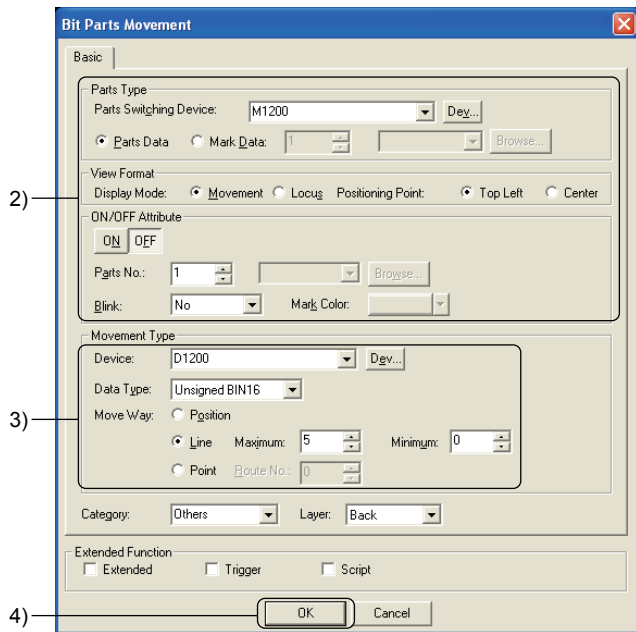 Bit Parts Movement
Basic
Parts Type
Parts Switching Device: M1200 Dev...
Parts Data Mark Data: 1 Browse...
View Format
2) Display Mode: Movement Locus Positioning Point: Top Left Center
ON/OFF Attribute
ON OFF
Parts No.: 1 Browse...
Blink: No Mark Color:
Movement Type
Device: D1200 Dev...
Data Type: Unsigned BIN16
3) Move Way: Position
Line Maximum: 5 Minimum: 0
Point Route No.: 0
Category: Others Layer: Back
Extended Function
Extended Trigger Script
4) OK Cancel